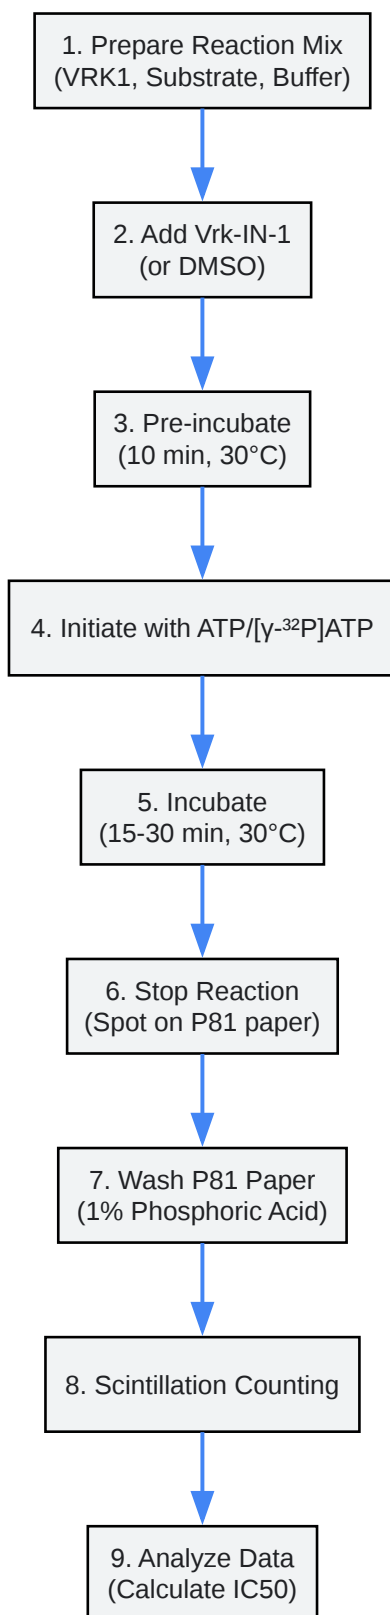 1. Prepare Reaction Mix
(VRK1, Substrate, Buffer)
2. Add Vrk-IN-1
(or DMSO)
3. Pre-incubate
(10 min, 30°C)
4. Initiate with ATP/[γ-³²P]ATP
5. Incubate
(15-30 min, 30°C)
6. Stop Reaction
(Spot on P81 paper)
7. Wash P81 Paper
(1% Phosphoric Acid)
8. Scintillation Counting
9. Analyze Data
(Calculate IC50)